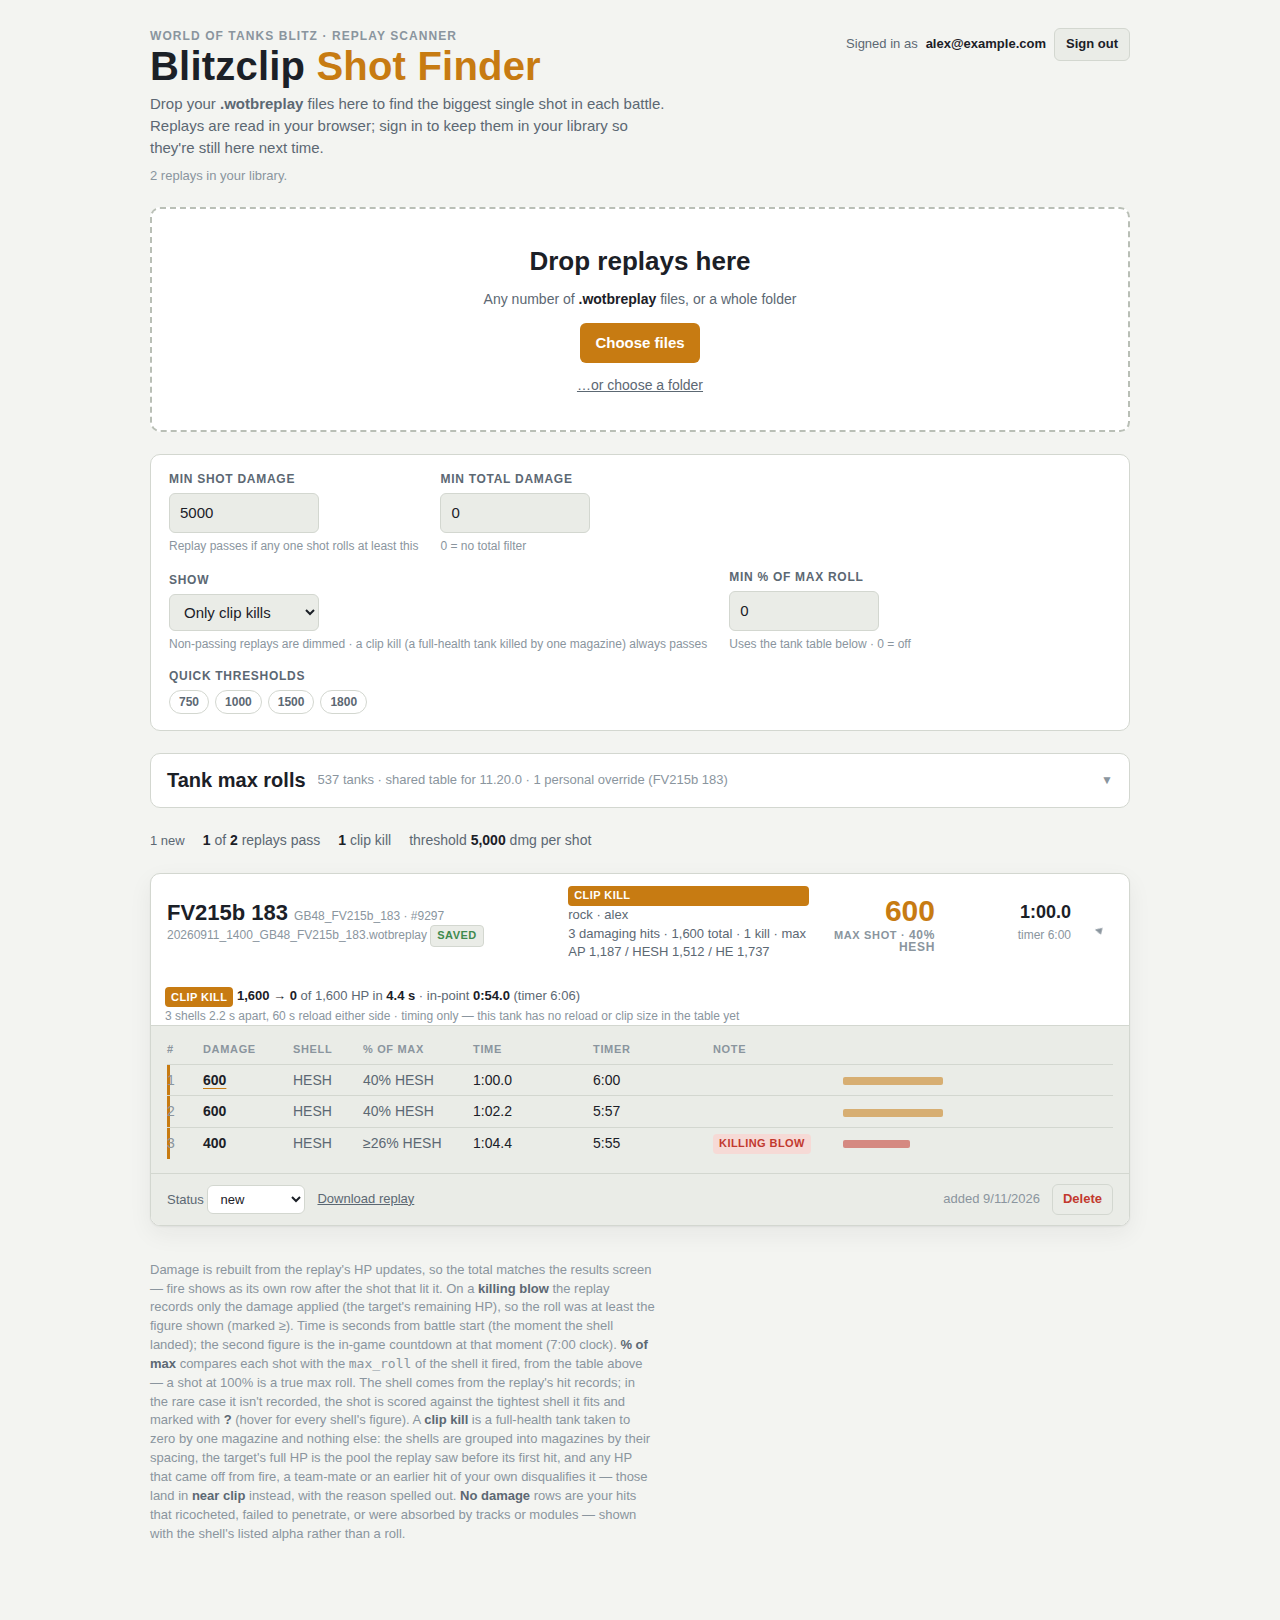 WORLD OF TANKS BLITZ · REPLAY SCANNER
Blitzclip Shot Finder
Signed in as alex@example.com Sign out
Drop your .wotbreplay files here to find the biggest single shot in each battle.
Replays are read in your browser; sign in to keep them in your library so
they're still here next time.
2 replays in your library.
Drop replays here
Any number of .wotbreplay files, or a whole folder
Choose files
…or choose a folder
MIN SHOT DAMAGE MIN TOTAL DAMAGE
5000 0
Replay passes if any one shot rolls at least this 0 = no total filter
SHOW MIN % OF MAX ROLL
Only clip kills 0
Non-passing replays are dimmed · a clip kill (a full-health tank killed by one magazine) always passes Uses the tank table below · 0 = off
QUICK THRESHOLDS
750 1000 1500 1800
Tank max rolls 537 tanks · shared table for 11.20.0 · 1 personal override (FV215b 183) ▼
1 new 1 of 2 replays pass 1 clip kill threshold 5,000 dmg per shot
FV215b 183 GB48_FV215b_183 · #9297
20260911_1400_GB48_FV215b_183.wotbreplay SAVED
CLIP KILL
rock · alex
3 damaging hits · 1,600 total · 1 kill · max
AP 1,187 / HESH 1,512 / HE 1,737
600
MAX SHOT · 40%
HESH
1:00.0
timer 6:00
CLIP KILL 1,600 → 0 of 1,600 HP in 4.4 s · in-point 0:54.0 (timer 6:06)
3 shells 2.2 s apart, 60 s reload either side · timing only — this tank has no reload or clip size in the table yet
# DAMAGE SHELL % OF MAX TIME TIMER NOTE
1 600 HESH 40% HESH 1:00.0 6:00
2 600 HESH 40% HESH 1:02.2 5:57
3 400 HESH ≥26% HESH 1:04.4 5:55 KILLING BLOW
Status new Download replay added 9/11/2026 Delete
Damage is rebuilt from the replay's HP updates, so the total matches the results screen
— fire shows as its own row after the shot that lit it. On a killing blow the replay
records only the damage applied (the target's remaining HP), so the roll was at least the
figure shown (marked ≥). Time is seconds from battle start (the moment the shell
landed); the second figure is the in-game countdown at that moment (7:00 clock). % of
max compares each shot with the max_roll of the shell it fired, from the table above
— a shot at 100% is a true max roll. The shell comes from the replay's hit records; in
the rare case it isn't recorded, the shot is scored against the tightest shell it fits and
marked with ? (hover for every shell's figure). A clip kill is a full-health tank taken to
zero by one magazine and nothing else: the shells are grouped into magazines by their
spacing, the target's full HP is the pool the replay saw before its first hit, and any HP
that came off from fire, a team-mate or an earlier hit of your own disqualifies it — those
land in near clip instead, with the reason spelled out. No damage rows are your hits
that ricocheted, failed to penetrate, or were absorbed by tracks or modules — shown
with the shell's listed alpha rather than a roll.